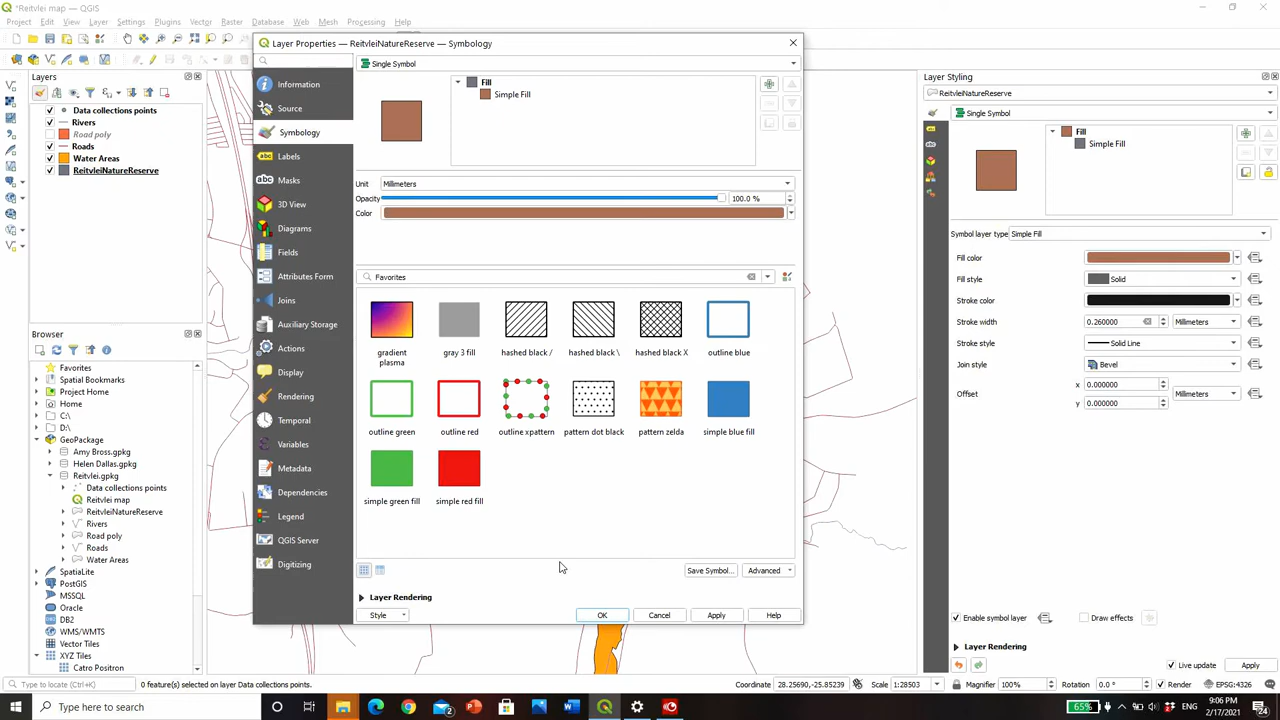 *Reitvlei map — QGIS
Project Edit View Layer Settings Plugins Vector Raster Database Web Mesh Processing Help
Layers
Data collections points
Rivers
Road poly
Roads
Water Areas
ReitvleiNatureReserve
Browser
Favorites
Spatial Bookmarks
Project Home
Home
C:\
D:\
GeoPackage
Amy Bross.gpkg
Helen Dallas.gpkg
Reitvlei.gpkg
Data collections points
Reitvlei map
ReitvleiNatureReserve
Rivers
Road poly
Roads
Water Areas
SpatiaLite
PostGIS
MSSQL
Oracle
DB2
WMS/WMTS
Vector Tiles
XYZ Tiles
Catro Positron
Layer Properties — ReitvleiNatureReserve — Symbology
Information
Source
Symbology
abc Labels
abc Masks
3D View
Diagrams
Fields
Attributes Form
Joins
Auxiliary Storage
Actions
Display
Rendering
Temporal
Variables
Metadata
Dependencies
Legend
QGIS Server
Digitizing
Single Symbol
Fill
Simple Fill
Unit Millimeters
Opacity 100.0 %
Color
Favorites
gradient plasma
gray 3 fill
hashed black /
hashed black \
hashed black X
outline blue
outline green
outline red
outline xpattern
pattern dot black
pattern zelda
simple blue fill
simple green fill
simple red fill
Save Symbol... Advanced
Layer Rendering
Style OK Cancel Apply Help
Layer Styling
ReitvleiNatureReserve
Single Symbol
Fill
Simple Fill
Symbol layer type Simple Fill
Fill color
Fill style Solid
Stroke color
Stroke width 0.260000 Millimeters
Stroke style Solid Line
Join style Bevel
x 0.000000
Offset Millimeters
y 0.000000
Enable symbol layer Draw effects
Layer Rendering
Live update Apply
Type to locate (Ctrl+K) 0 feature(s) selected on layer Data collections points. Coordinate 28.25690,-25.85239 Scale 1:28503 Magnifier 100% Rotation 0.0 ° Render EPSG:4326
Type here to search
65% ENG 9:06 PM 2/17/2021 24